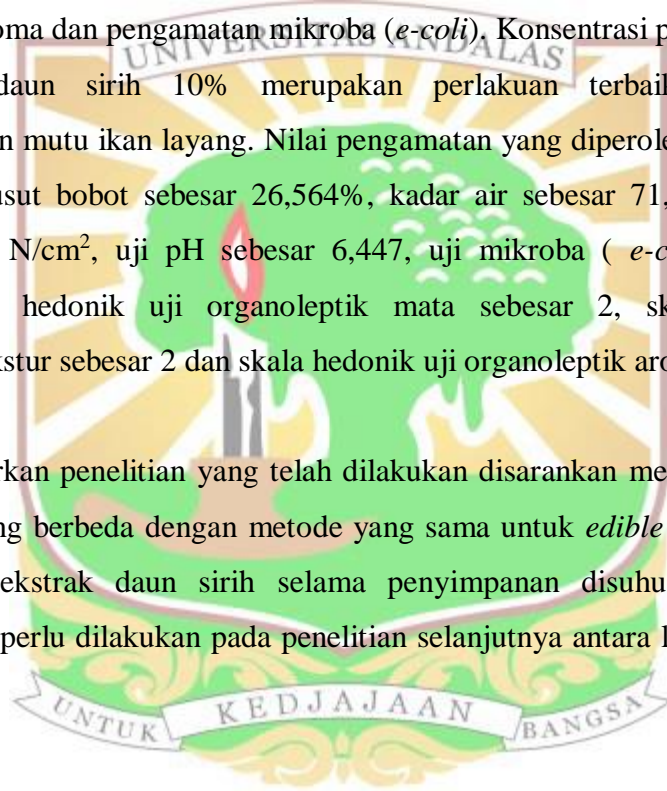 oma dan pengamatan mikroba (e-coli). Konsentrasi p
UNIVERSITAS ANDALAS
daun sirih 10% merupakan perlakuan terbaik
n mutu ikan layang. Nilai pengamatan yang diperole
usut bobot sebesar 26,564%, kadar air sebesar 71,
N/cm², uji pH sebesar 6,447, uji mikroba ( e-c
hedonik uji organoleptik mata sebesar 2, sk
kstur sebesar 2 dan skala hedonik uji organoleptik aro
rkan penelitian yang telah dilakukan disarankan me
ng berbeda dengan metode yang sama untuk edible
ekstrak daun sirih selama penyimpanan disuhu
perlu dilakukan pada penelitian selanjutnya antara l
UNTUK KEDJAJAAN BANGSA